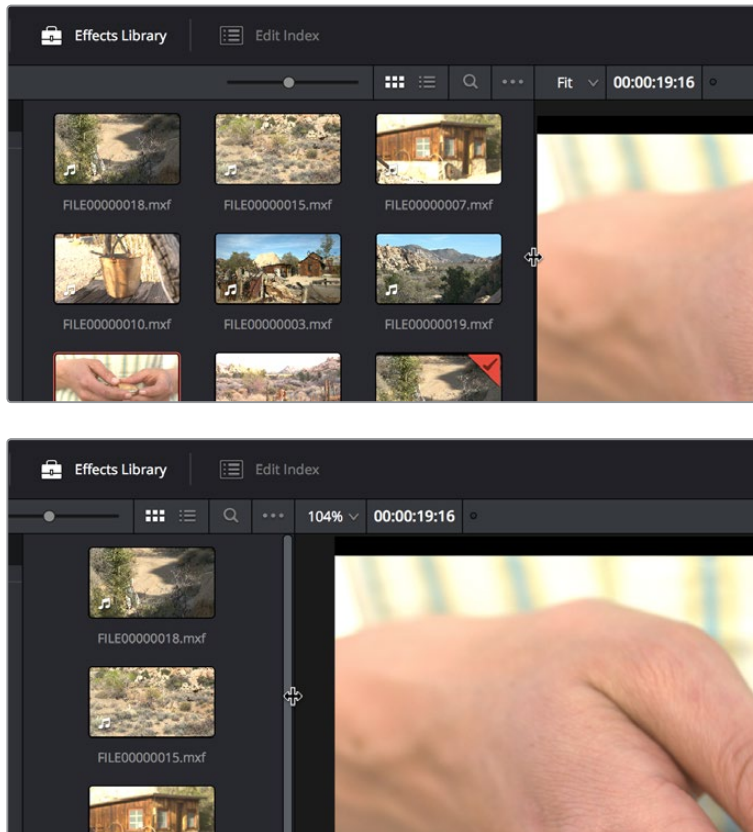 Effects Library Edit Index
Fit 00:00:19:16
FILE00000018.mxf FILE00000015.mxf FILE00000007.mxf
FILE00000010.mxf FILE00000003.mxf FILE00000019.mxf
Effects Library Edit Index
104% 00:00:19:16
FILE00000018.mxf
FILE00000015.mxf